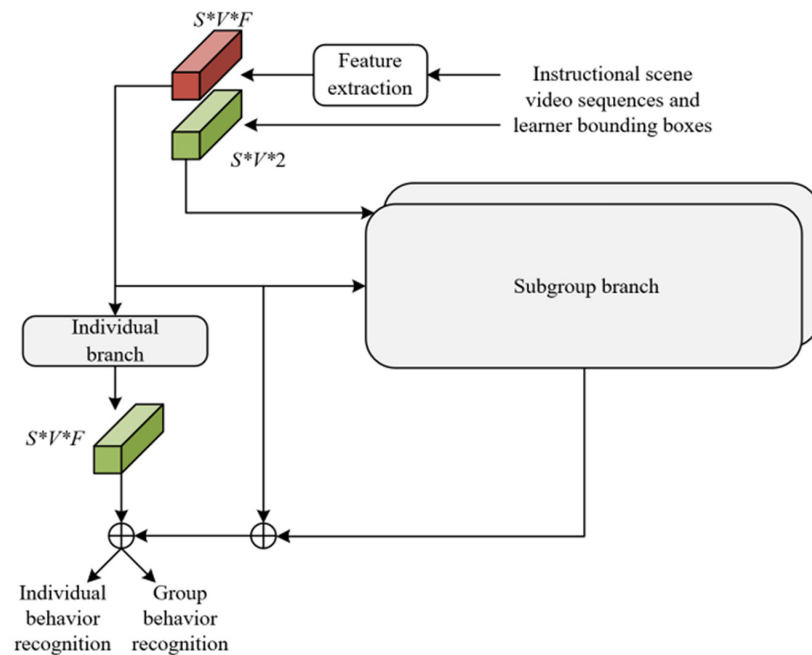 S*V*F
Feature
extraction
Instructional scene
video sequences and
learner bounding boxes
S*V*2
Subgroup branch
Individual
branch
S*V*F
Individual
behavior
recognition
Group
behavior
recognition